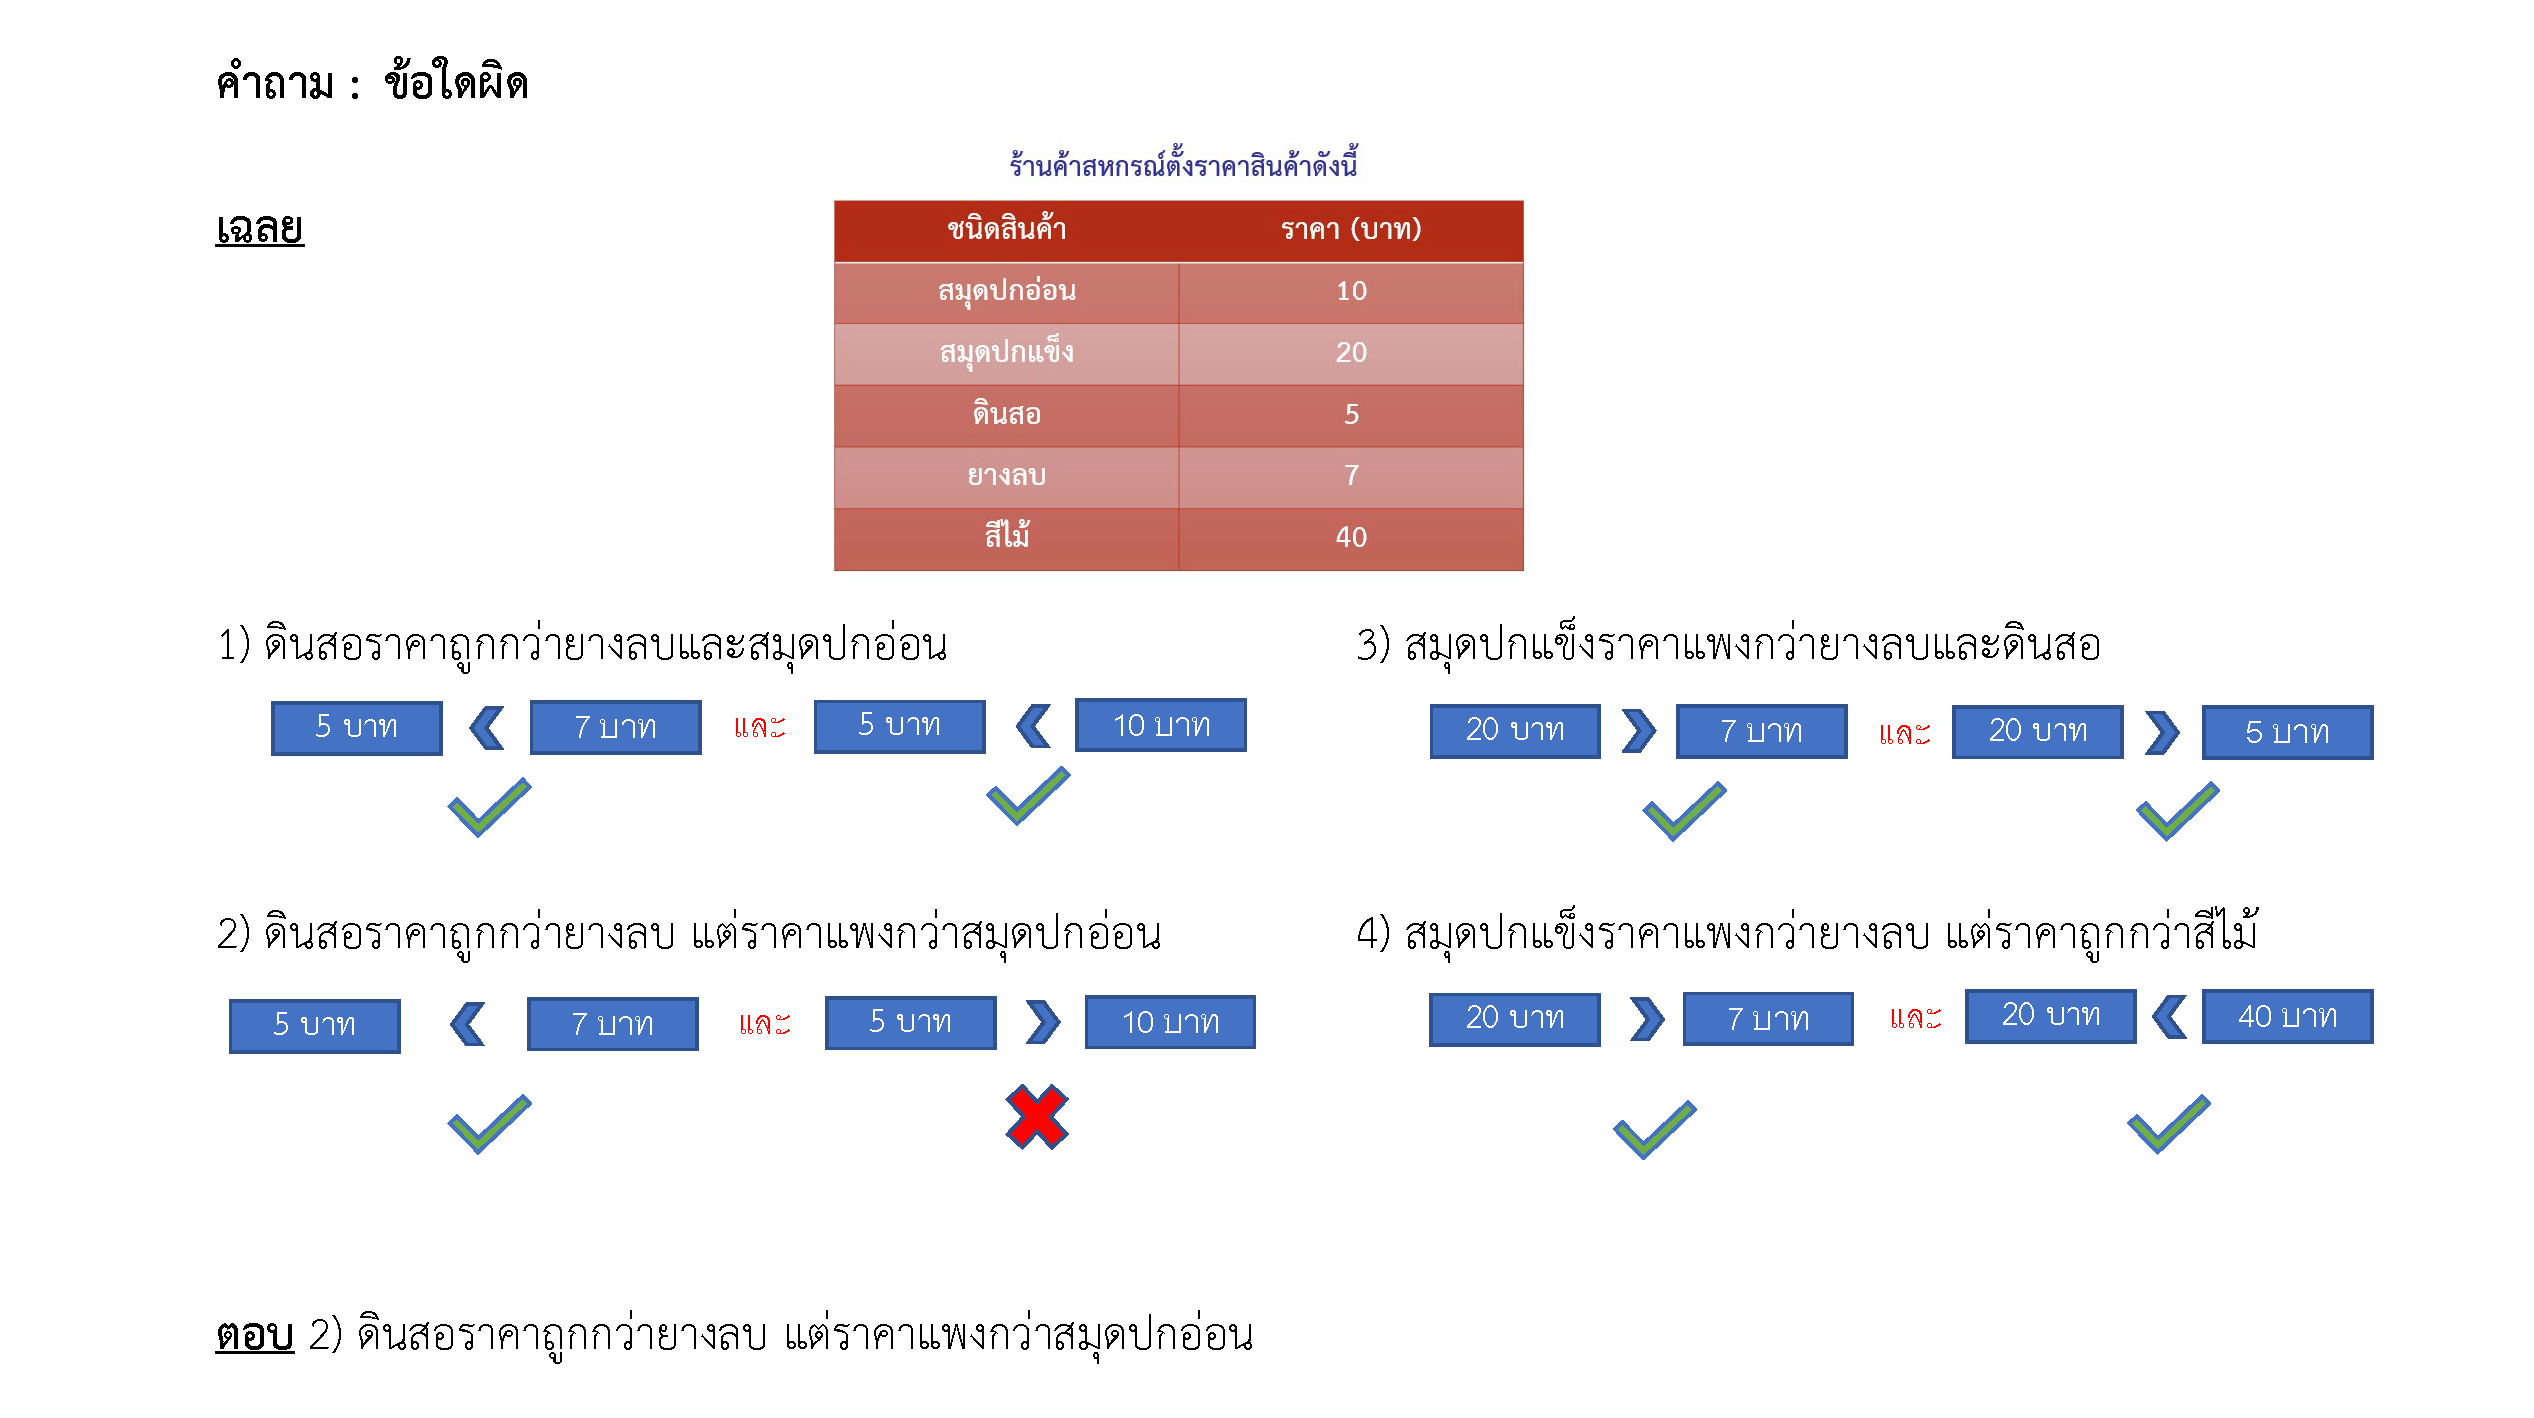 คำถาม : ข้อใดผิด
ร้านค้าสหกรณ์ตั้งราคาสินค้าดังนี้
เฉลย
ชนิดสินค้า ราคา (บาท)
สมุดปกอ่อน 10
สมุดปกแข็ง 20
ดินสอ 5
ยางลบ 7
สีไม้ 40
1) ดินสอราคาถูกกว่ายางลบและสมุดปกอ่อน
5 บาท 7 บาท และ 5 บาท 10 บาท
2) ดินสอราคาถูกกว่ายางลบ แต่ราคาแพงกว่าสมุดปกอ่อน
5 บาท 7 บาท และ 5 บาท 10 บาท
3) สมุดปกแข็งราคาแพงกว่ายางลบและดินสอ
20 บาท 7 บาท และ 20 บาท 5 บาท
4) สมุดปกแข็งราคาแพงกว่ายางลบ แต่ราคาถูกกว่าสีไม้
20 บาท 7 บาท และ 20 บาท 40 บาท
ตอบ 2) ดินสอราคาถูกกว่ายางลบ แต่ราคาแพงกว่าสมุดปกอ่อน